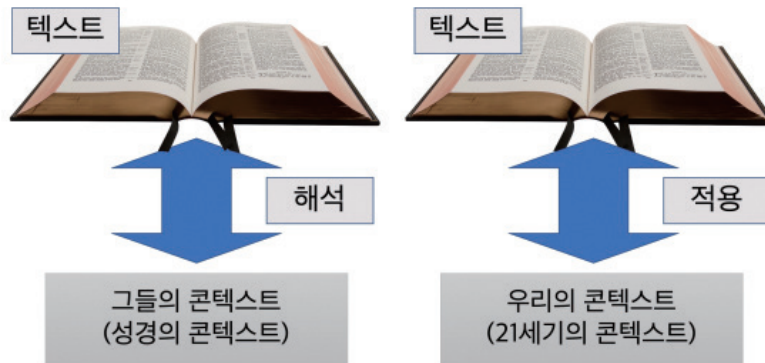 텍스트
해석
그들의 콘텍스트
(성경의 콘텍스트)
텍스트
적용
우리의 콘텍스트
(21세기의 콘텍스트)